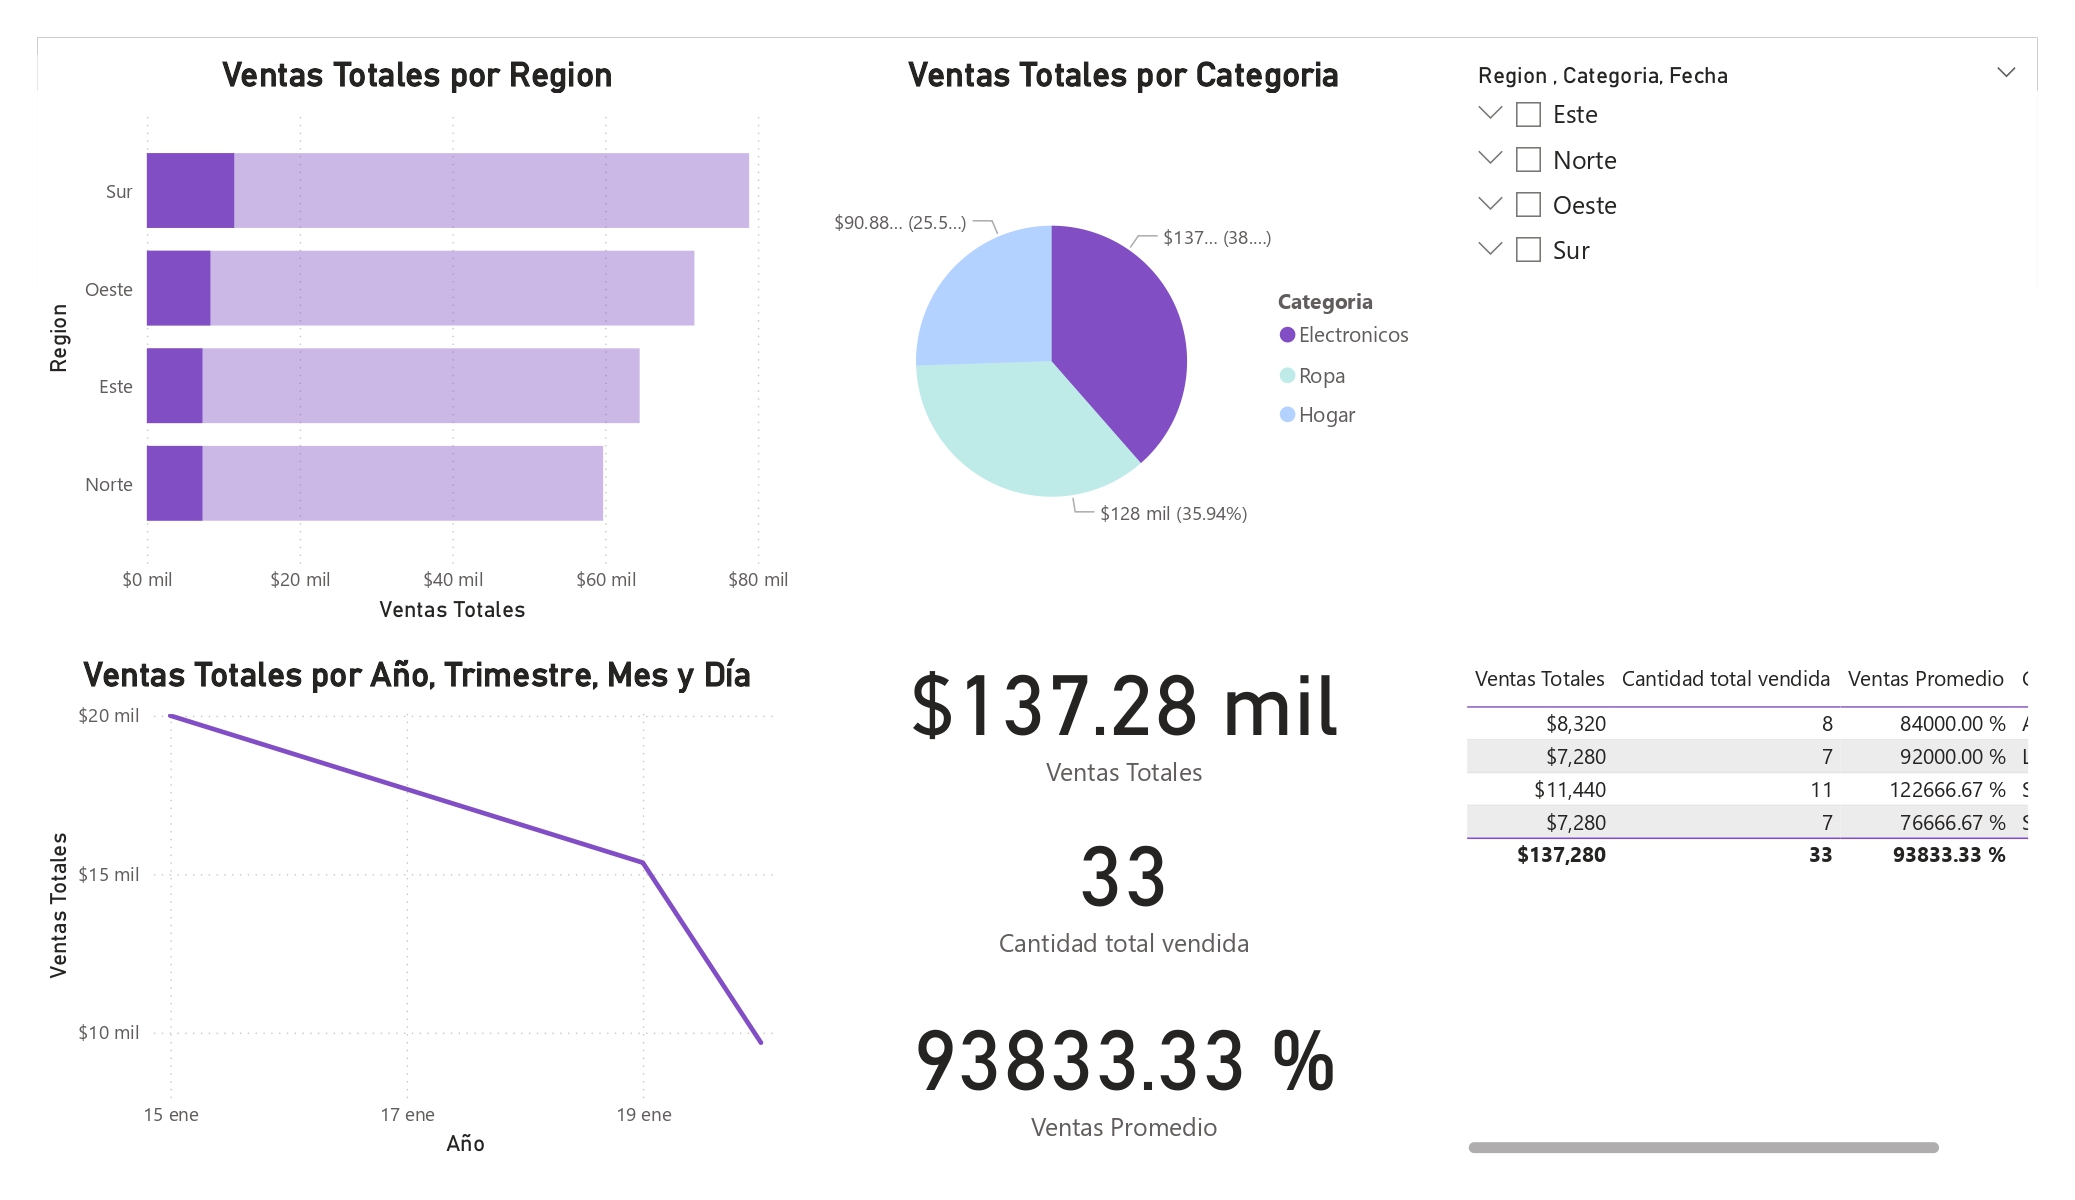 Ventas Totales por Region
Sur
Oeste
Este
Norte
Region
$0 mil $20 mil $40 mil $60 mil $80 mil
Ventas Totales
Ventas Totales por Categoria
$90.88... (25.5...)
$137... (38....)
$128 mil (35.94%)
Categoria
Electronicos
Ropa
Hogar
Region , Categoria, Fecha
Este
Norte
Oeste
Sur
Ventas Totales por Año, Trimestre, Mes y Día
$20 mil
$15 mil
$10 mil
Ventas Totales
15 ene 17 ene 19 ene
Año
$137.28 mil
Ventas Totales
33
Cantidad total vendida
93833.33 %
Ventas Promedio
Ventas Totales Cantidad total vendida Ventas Promedio
$8,320 8 84000.00 %
$7,280 7 92000.00 %
$11,440 11 122666.67 %
$7,280 7 76666.67 %
$137,280 33 93833.33 %